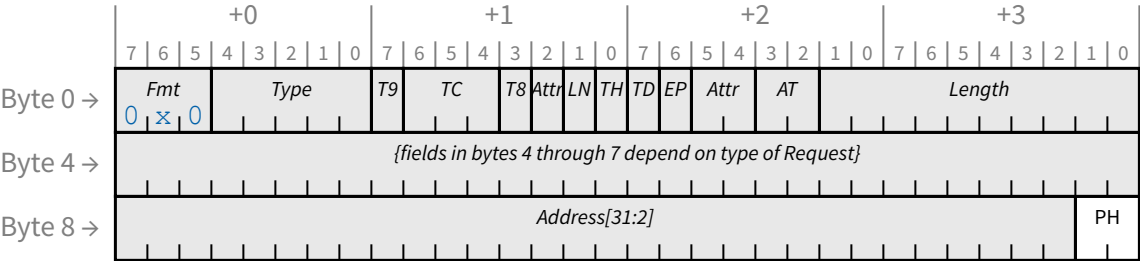 +0 +1 +2 +3
7 6 5 4 3 2 1 0 7 6 5 4 3 2 1 0 7 6 5 4 3 2 1 0 7 6 5 4 3 2 1 0
Byte 0 → Fmt Type T9 TC T8 Attr LN TH TD EP Attr AT Length
0 x 0
Byte 4 → {fields in bytes 4 through 7 depend on type of Request}
Byte 8 → Address[31:2] PH